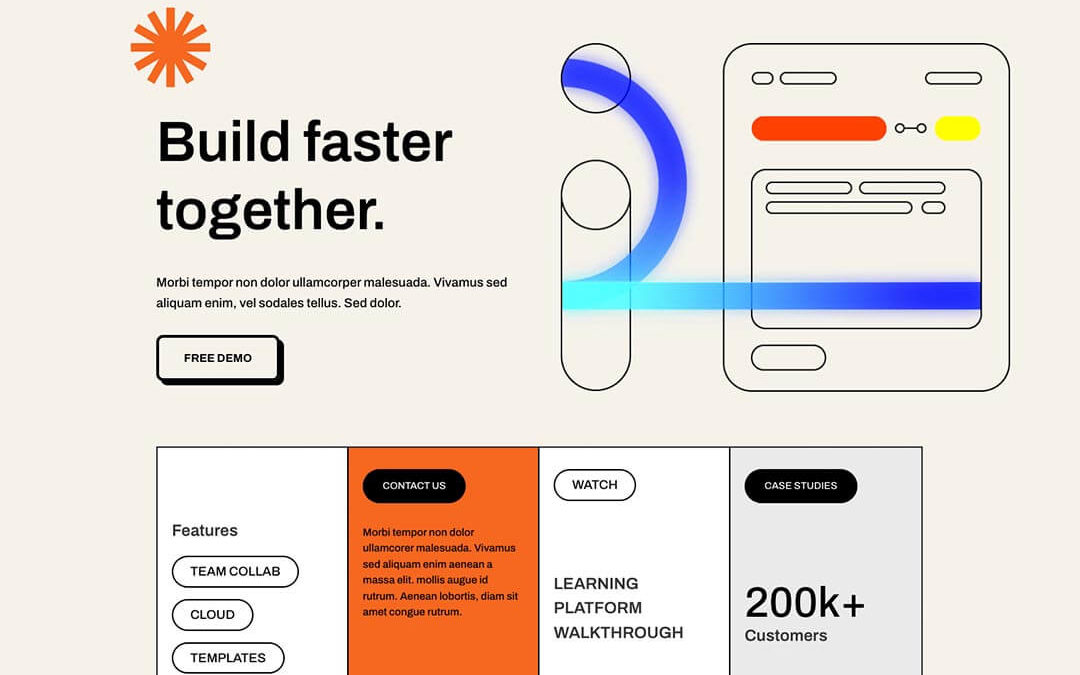 Build faster
together.
Morbi tempor non dolor ullamcorper malesuada. Vivamus sed
aliquam enim, vel sodales tellus. Sed dolor.
FREE DEMO
Features
TEAM COLLAB
CLOUD
TEMPLATES
CONTACT US
Morbi tempor non dolor
ullamcorer malesuada. Vivamus
sed aliquam enim aenean a
massa elit. mollis augue id
rutrum. Aenean lobortis, diam sit
amet congue rutrum.
WATCH
LEARNING
PLATFORM
WALKTHROUGH
CASE STUDIES
200k+
Customers